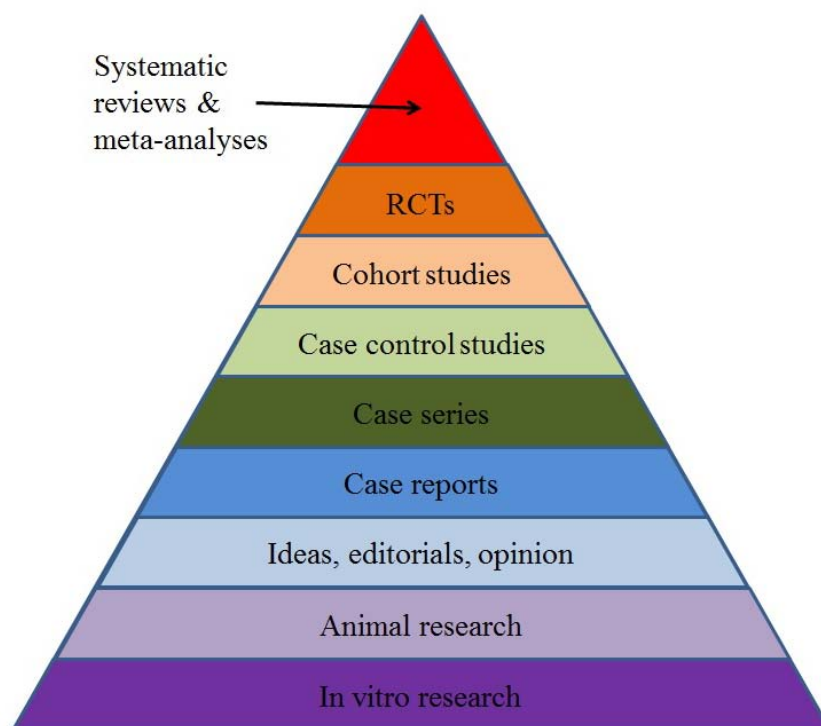 Systematic
reviews &
meta-analyses
RCTs
Cohort studies
Case control studies
Case series
Case reports
Ideas, editorials, opinion
Animal research
In vitro research